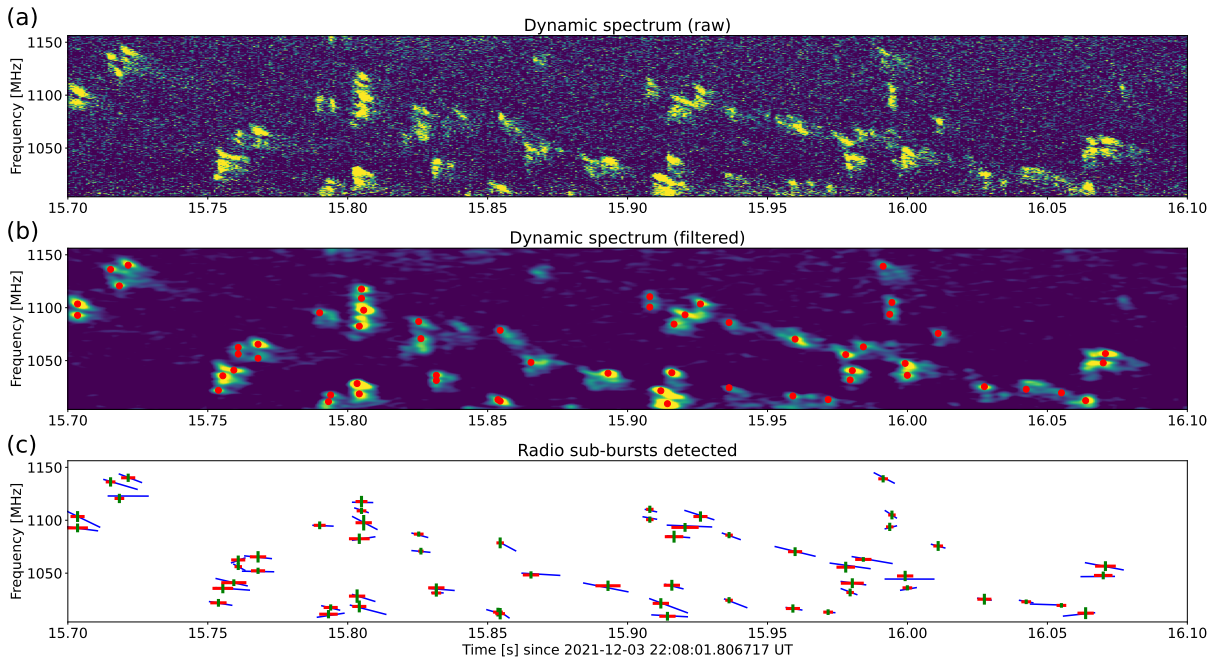 (a)
Dynamic spectrum (raw)
Frequency [MHz]
1150
1100
1050
15.70 15.75 15.80 15.85 15.90 15.95 16.00 16.05 16.10
(b)
Dynamic spectrum (filtered)
Frequency [MHz]
1150
1100
1050
15.70 15.75 15.80 15.85 15.90 15.95 16.00 16.05 16.10
(c)
Radio sub-bursts detected
Frequency [MHz]
1150
1100
1050
15.70 15.75 15.80 15.85 15.90 15.95 16.00 16.05 16.10
Time [s] since 2021-12-03 22:08:01.806717 UT